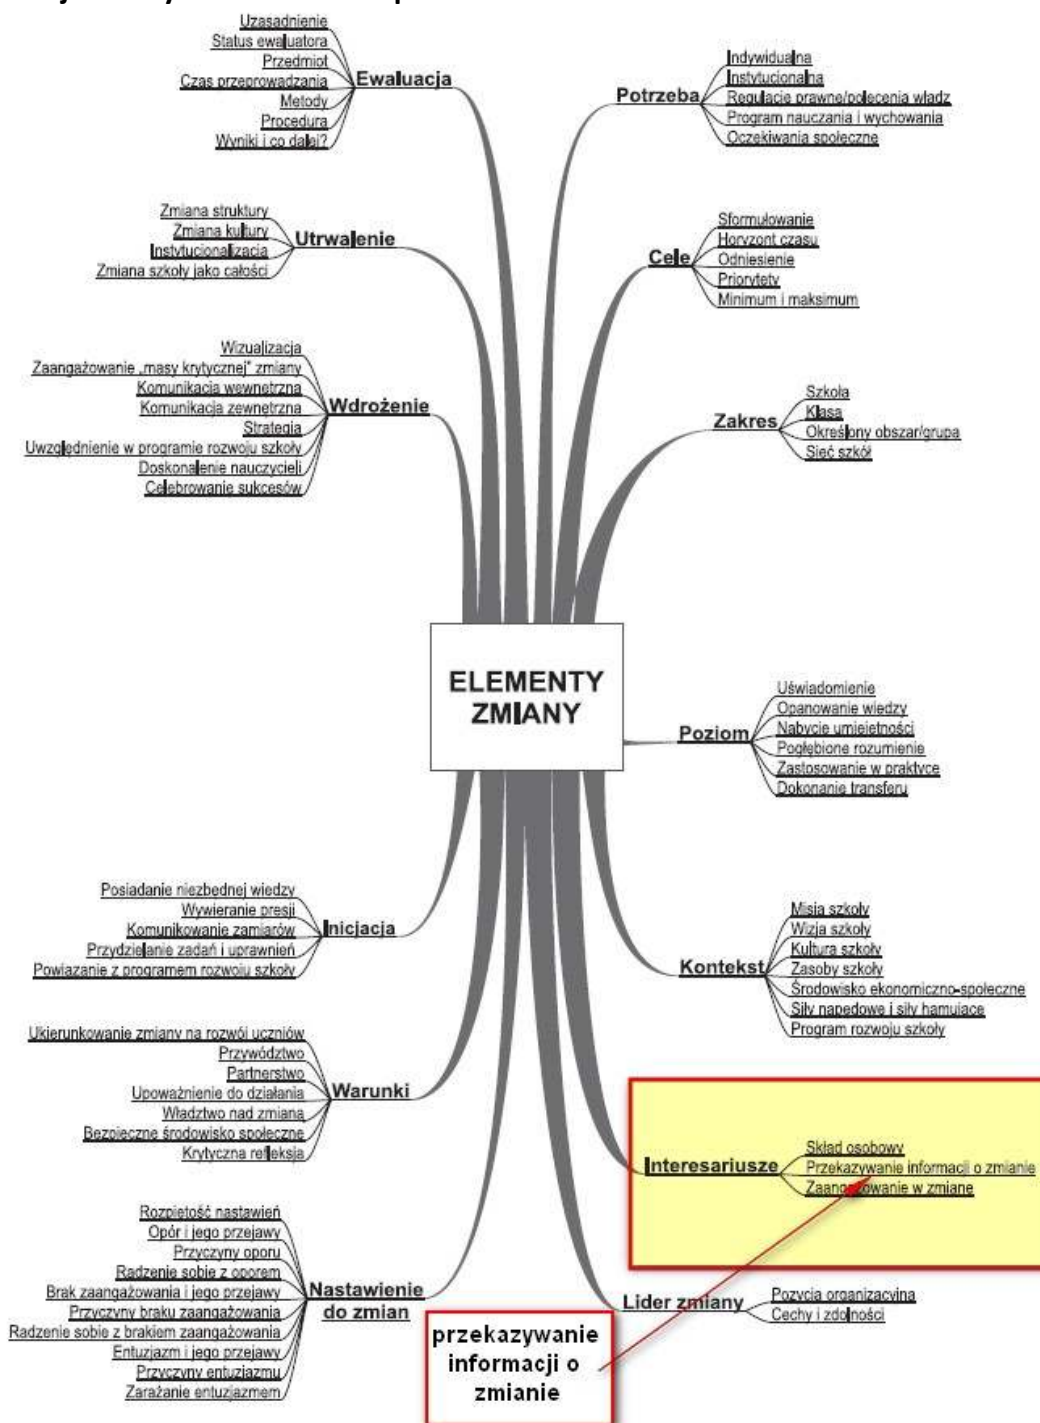 Uzasadnienie
Status ewaluatora
Przedmiot
Czas przeprowadzania
Metody
Procedura
Wyniki i co dalej?
Ewaluacja
Potrzeba
Indywidualna
Instytucjonalna
Regulacje prawne/polecenia władz
Program nauczania i wychowania
Oczekiwania społeczne
Zmiana struktury
Zmiana kultury
Instytucjonalizacja
Zmiana szkoły jako całości
Utrwalenie
Cele
Sformułowanie
Horyzont czasu
Odniesienie
Priorytety
Minimum i maksimum
Wizualizacja
Zaangażowanie „masy krytycznej" zmiany
Komunikacja wewnętrzna
Komunikacja zewnętrzna
Strategia
Uwzględnienie w programie rozwoju szkoły
Doskonalenie nauczycieli
Celebrowanie sukcesów
Wdrożenie
Zakres
Szkoła
Klasa
Określony obszar/grupa
Sieć szkół
ELEMENTY
ZMIANY
Poziom
Uświadomienie
Opanowanie wiedzy
Nabycie umiejętności
Pogłębione rozumienie
Zastosowanie w praktyce
Dokonanie transferu
Posiadanie niezbędnej wiedzy
Wywieranie presji
Komunikowanie zamiarów
Przydzielanie zadań i uprawnień
Powiązanie z programem rozwoju szkoły
Inicjacja
Kontekst
Misja szkoły
Wizja szkoły
Kultura szkoły
Zasoby szkoły
Środowisko ekonomiczno-społeczne
Siły napędowe i siły hamujące
Program rozwoju szkoły
Ukierunkowanie zmiany na rozwój uczniów
Przywództwo
Partnerstwo
Upoważnienie do działania
Władztwo nad zmianą
Bezpieczne środowisko społeczne
Krytyczna refleksja
Warunki
Interesariusze
Skład osobowy
Przekazywanie informacji o zmianie
Zaangażowanie w zmianę
Rozpiętość nastawień
Opór i jego przejawy
Przyczyny oporu
Radzenie sobie z oporem
Brak zaangażowania i jego przejawy
Przyczyny braku zaangażowania
Radzenie sobie z brakiem zaangażowania
Entuzjazm i jego przejawy
Przyczyny entuzjazmu
Zarażanie entuzjazmem
Nastawienie
do zmian
Lider zmiany
Pozycja organizacyjna
Cechy i zdolności
przekazywanie
informacji o
zmianie